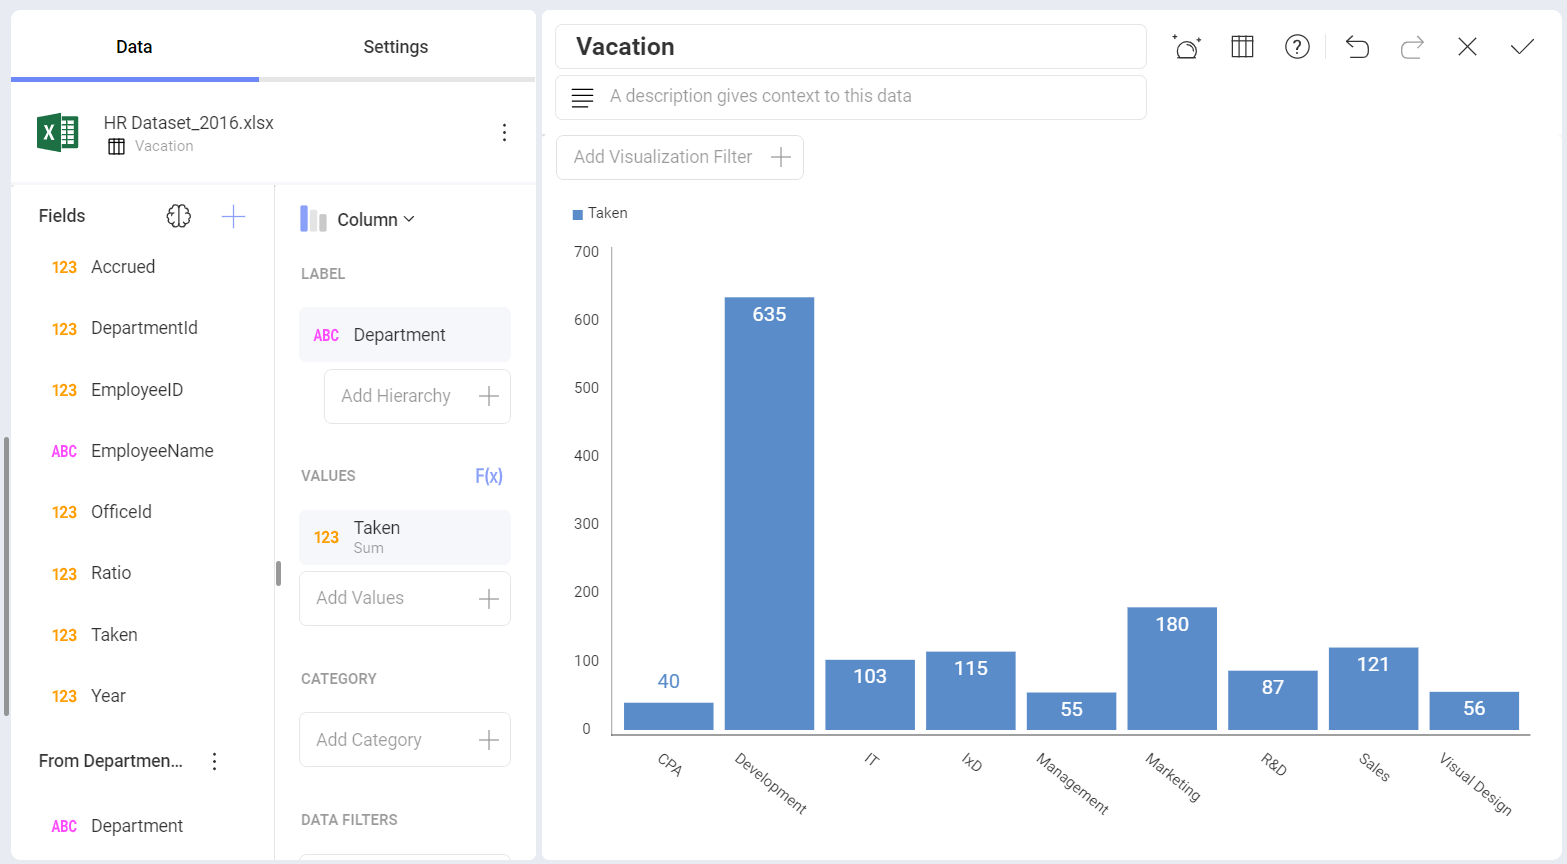 Data
Settings
HR Dataset_2016.xlsx
Vacation
Fields
123 Accrued
123 DepartmentId
123 EmployeeID
ABC EmployeeName
123 OfficeId
123 Ratio
123 Taken
123 Year
From Departmen...
ABC Department
Column
LABEL
ABC Department
Add Hierarchy
VALUES F(x)
123 Taken
Sum
Add Values
CATEGORY
Add Category
DATA FILTERS
Vacation
A description gives context to this data
Add Visualization Filter
Taken
700
600
500
400
300
200
100
0
40
635
103
115
55
180
87
121
56
CPA
Development
IT
IxD
Management
Marketing
R&D
Sales
Visual Design